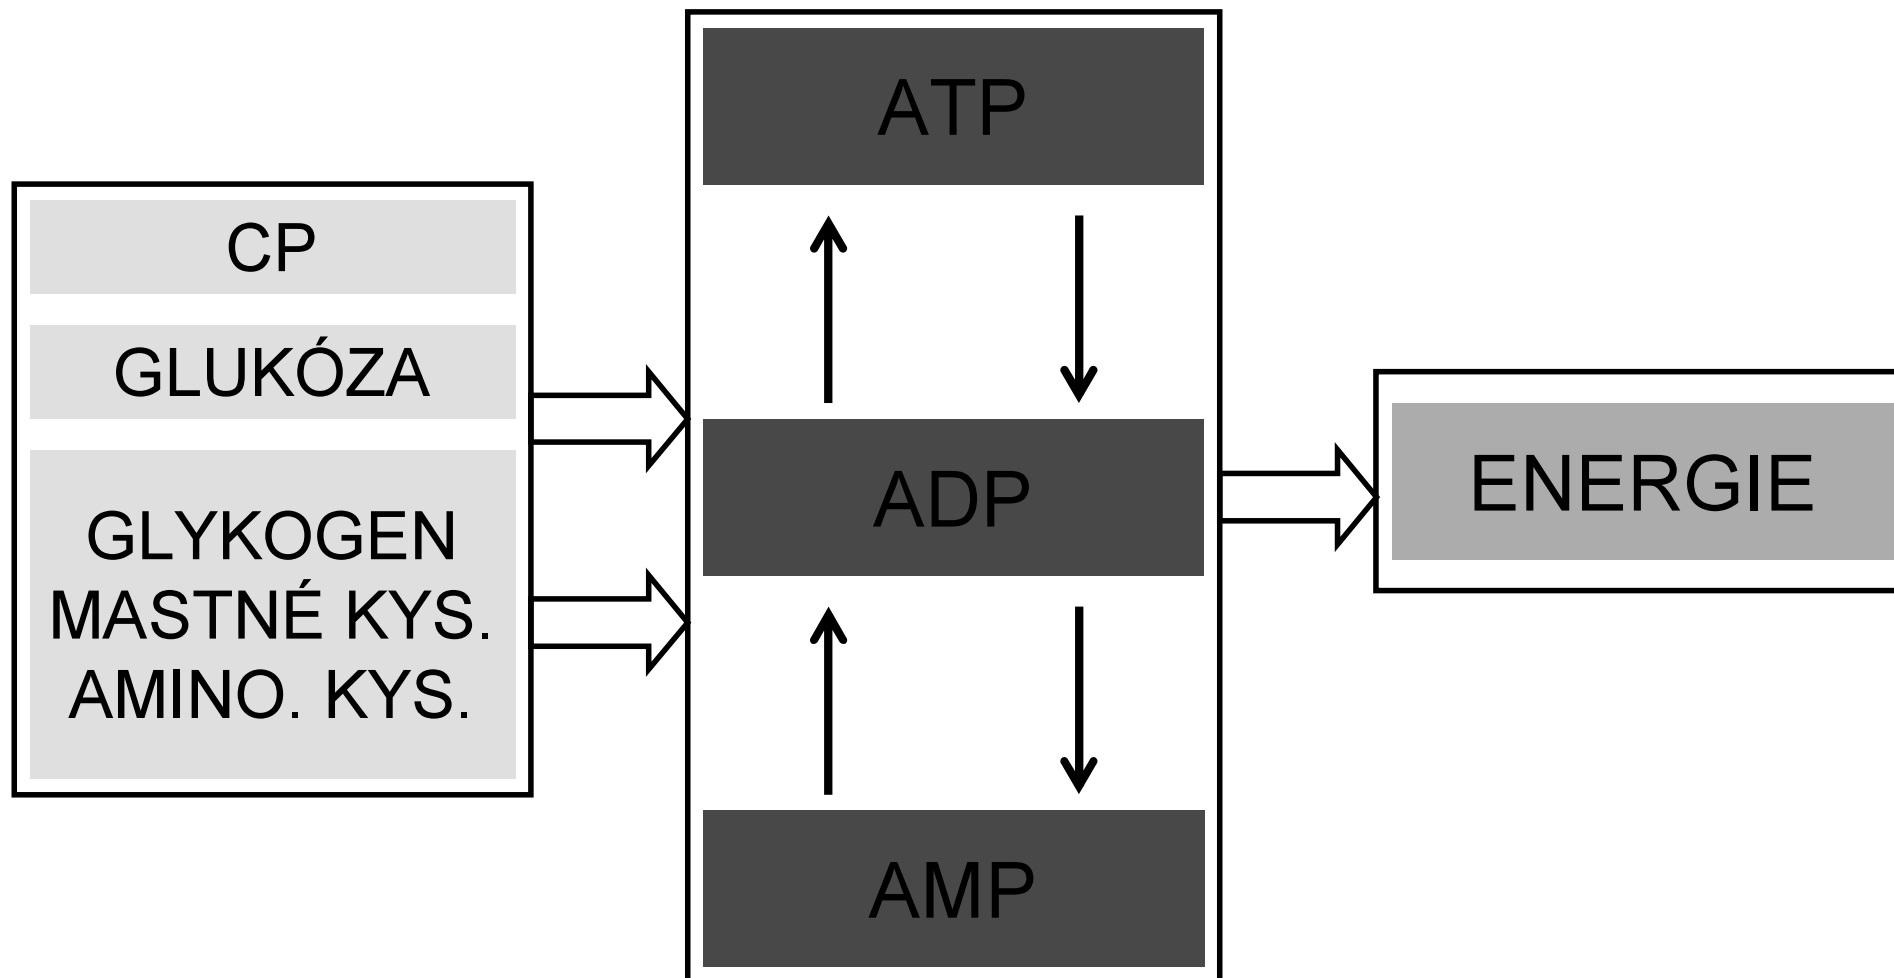 CP
GLUKÓZA
GLYKOGEN
MASTNÉ KYS.
AMINO. KYS.
ATP
ADP
AMP
ENERGIE